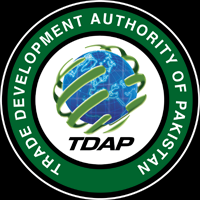 TRADE DEVELOPMENT AUTHORITY OF PAKISTAN
TDAP